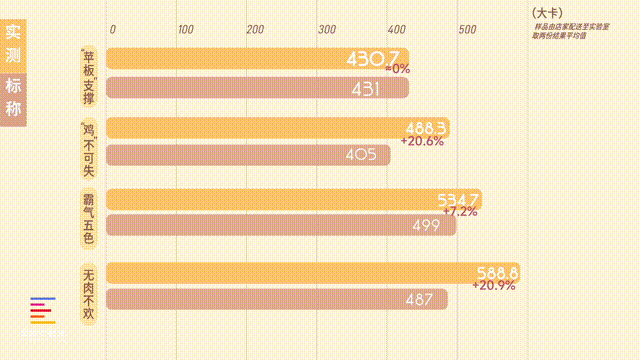 实测
标称
0 100 200 300 400 500
(大卡)
样品由店家配送至实验室
取两份结果平均值
“苹板”支撑
430.7
≈0%
431
“鸡”不可失
488.3
+20.6%
405
霸气五色
534.7
+7.2%
499
无肉不欢
588.8
+20.9%
487